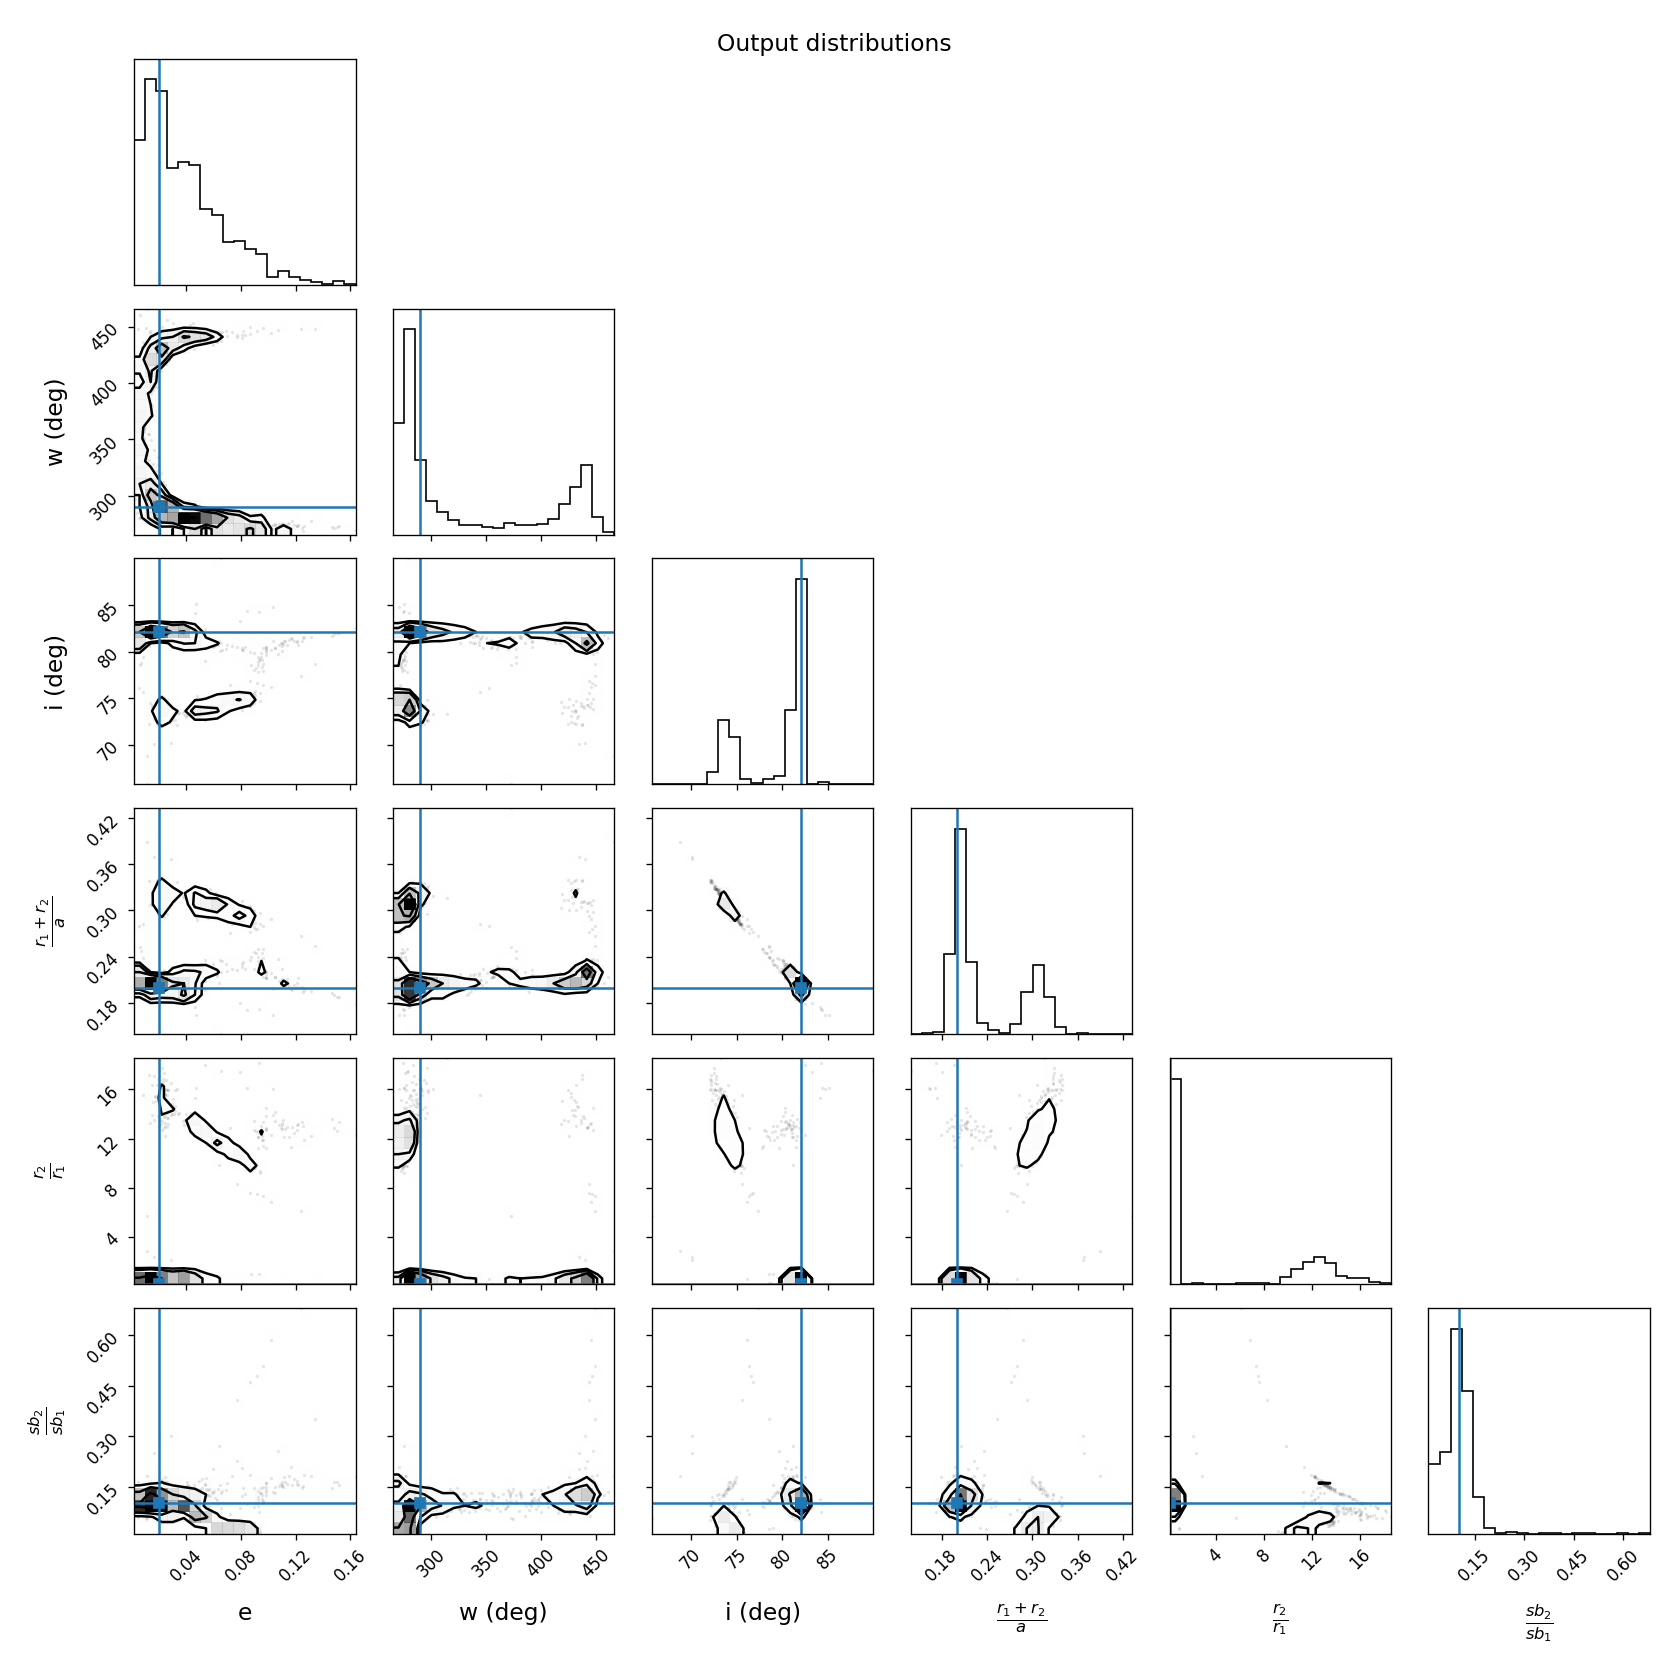 Output distributions
w (deg)
450
400
350
300
i (deg)
85
80
75
70
r1 + r2
a
0.42
0.36
0.30
0.24
0.18
r2
r1
16
12
8
4
sb2
sb1
0.60
0.45
0.30
0.15
0.04 0.08 0.12 0.16
300 350 400 450
70 75 80 85
0.18 0.24 0.30 0.36 0.42
4 8 12 16
0.15 0.30 0.45 0.60
e
w (deg)
i (deg)
r1 + r2
a
r2
r1
sb2
sb1